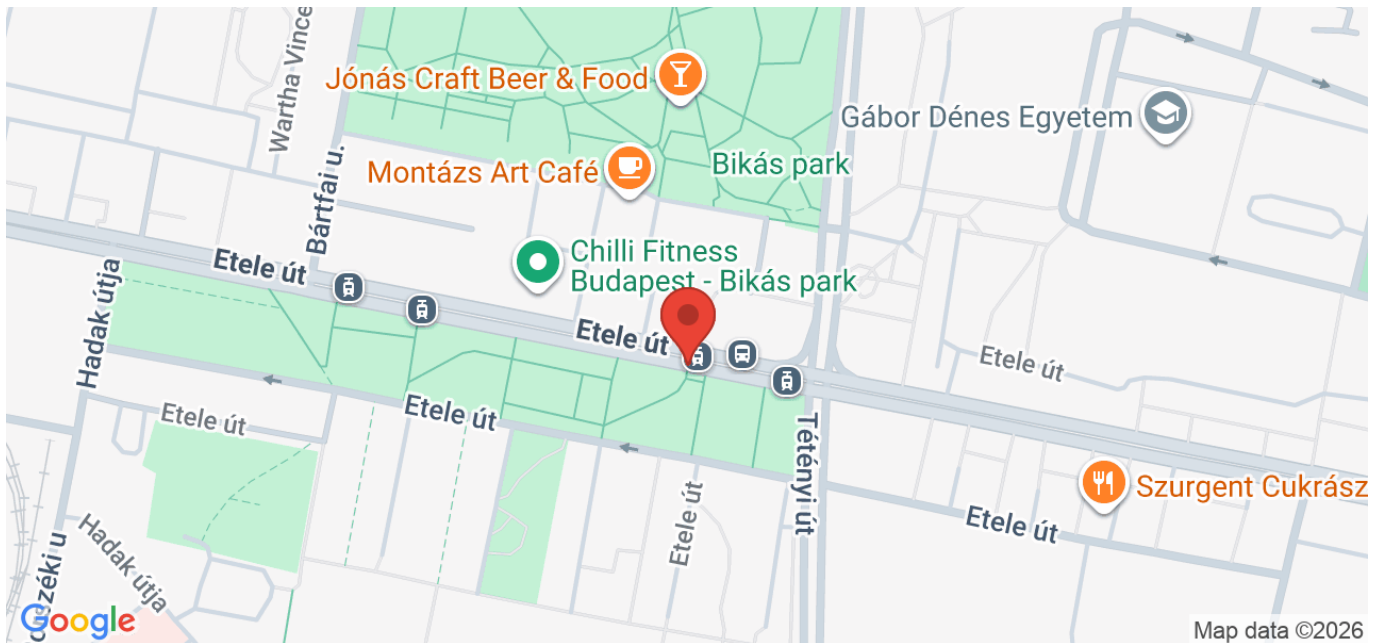 Wartha Vince
Jónás Craft Beer & Food
Gábor Dénes Egyetem
Montázs Art Café
Bikás park
Bártfai u.
Etele út
Chilli Fitness
Budapest - Bikás park
Hadak útja
Etele út
Etele út
Etele út
Etele út
Tétényi út
Szurgent Cukrász
Etele út
Etele út
Hadak útja
Google
Map data ©2026